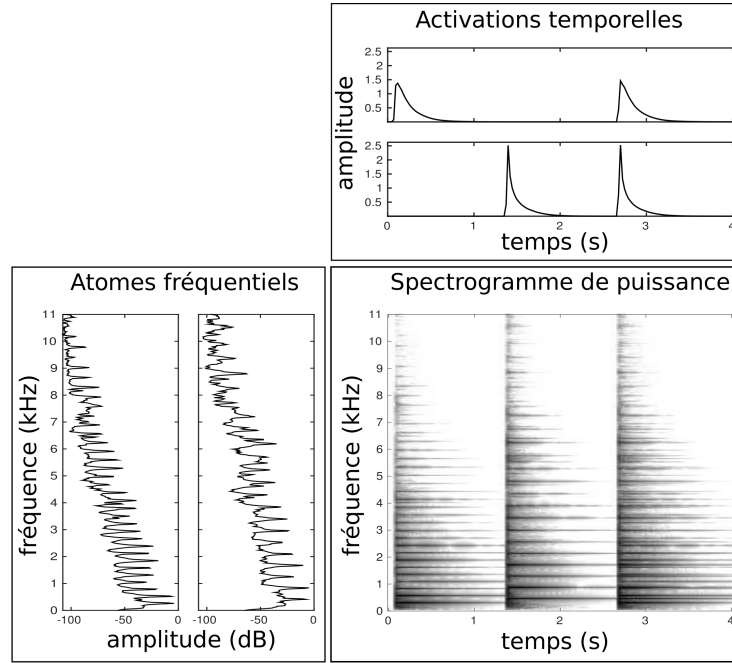 Activations temporelles
amplitude
2.5
2
1.5
1
0.5
2.5
2
1.5
1
0.5
0 1 2 3 4
temps (s)
Atomes fréquentiels
fréquence (kHz)
11
10
9
8
7
6
5
4
3
2
1
0
-100 -50 0 -100 -50 0
amplitude (dB)
Spectrogramme de puissance
fréquence (kHz)
11
10
9
8
7
6
5
4
3
2
1
0
0 1 2 3 4
temps (s)